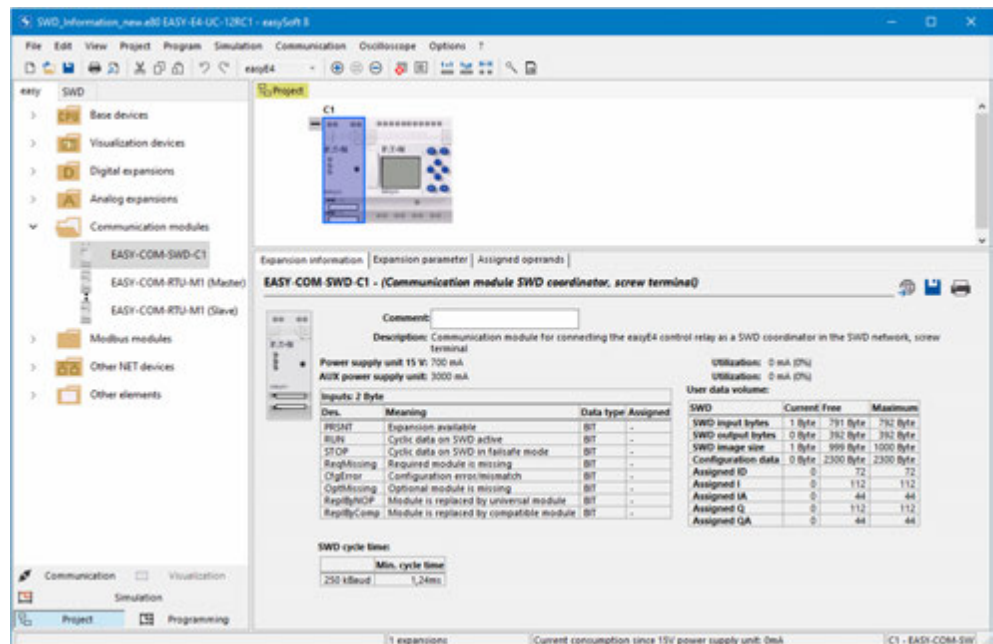 SWD_Information_new.e80 EASY-E4-UC-12RC1 - easySoft 8
File Edit View Project Program Simulation Communication Oscilloscope Options ?
easyE4
easy SWD
Base devices
Visualization devices
Digital expansions
Analog expansions
Communication modules
EASY-COM-SWD-C1
EASY-COM-RTU-M1 (Master)
EASY-COM-RTU-M1 (Slave)
Modbus modules
Other NET devices
Other elements
Communication Visualization
Simulation
Project Programming
Project
C1
Expansion information Expansion parameter Assigned operands
EASY-COM-SWD-C1 - (Communication module SWD coordinator, screw terminal)
Comment:
Description: Communication module for connecting the easyE4 control relay as a SWD coordinator in the SWD network, screw
terminal
Power supply unit 15 V: 700 mA Utilization: 0 mA (0%)
AUX power supply unit: 3000 mA Utilization: 0 mA (0%)
Inputs: 2 Byte
Des. Meaning Data type Assigned
PRSNT Expansion available BIT -
RUN Cyclic data on SWD active BIT -
STOP Cyclic data on SWD in failsafe mode BIT -
ReqMissing Required module is missing BIT -
CfgError Configuration error/mismatch BIT -
OptMissing Optional module is missing BIT -
ReplByNOP Module is replaced by universal module BIT -
ReplByComp Module is replaced by compatible module BIT -
User data volume:
SWD Current Free Maximum
SWD input bytes 1 Byte 791 Byte 792 Byte
SWD output bytes 0 Byte 392 Byte 392 Byte
SWD image size 1 Byte 999 Byte 1000 Byte
Configuration data 0 Byte 2300 Byte 2300 Byte
Assigned ID 0 72 72
Assigned I 0 112 112
Assigned IA 0 44 44
Assigned Q 0 112 112
Assigned QA 0 44 44
SWD cycle time:
Min. cycle time
250 kBaud 1,24ms
1 expansions Current consumption since 15V power supply unit: 0mA C1 - EASY-COM-SW